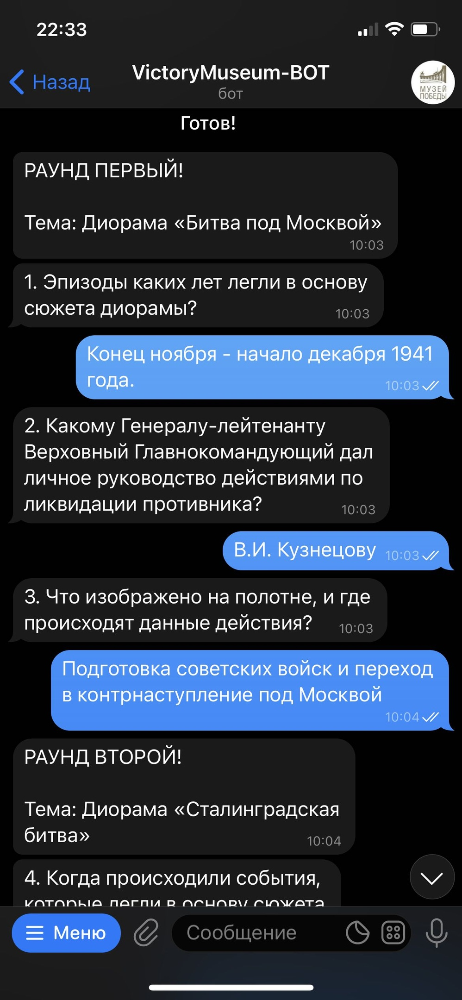 22:33
Назад
VictoryMuseum-BOT
бот
МУЗЕЙ
ПОБЕДЫ
Готов!
РАУНД ПЕРВЫЙ!
Тема: Диорама «Битва под Москвой»
10:03
1. Эпизоды каких лет легли в основу
сюжета диорамы?
10:03
Конец ноября - начало декабря 1941
года.
10:03
2. Какому Генералу-лейтенанту
Верховный Главнокомандующий дал
личное руководство действиями по
ликвидации противника?
10:03
В.И. Кузнецову
10:03
3. Что изображено на полотне, и где
происходят данные действия?
10:03
Подготовка советских войск и переход
в контрнаступление под Москвой
10:04
РАУНД ВТОРОЙ!
Тема: Диорама «Сталинградская
битва»
10:04
4. Когда происходили события,
которые легли в основу сюжета
Меню
Сообщение